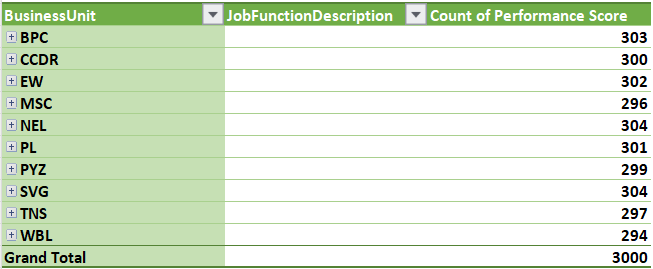 BusinessUnit JobFunctionDescription Count of Performance Score
BPC 303
CCDR 300
EW 302
MSC 296
NEL 304
PL 301
PYZ 299
SVG 304
TNS 297
WBL 294
Grand Total 3000